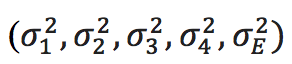 (σ₁², σ₂², σ₃², σ₄², σ_E²)